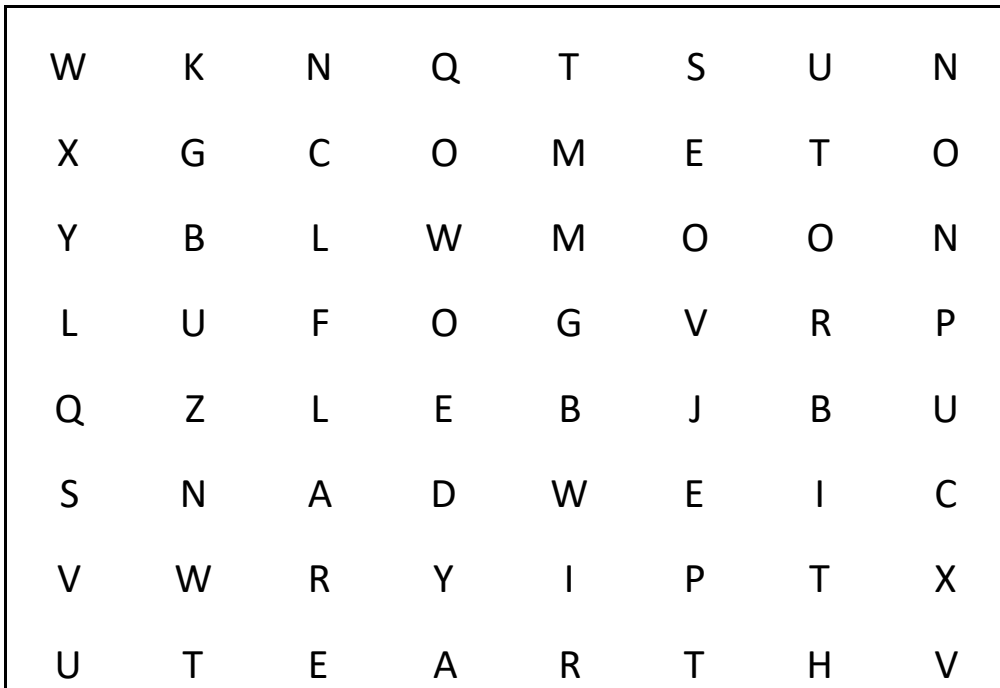 W K N Q T S U N
X G C O M E T O
Y B L W M O O N
L U F O G V R P
Q Z L E B J B U
S N A D W E I C
V W R Y I P T X
U T E A R T H V